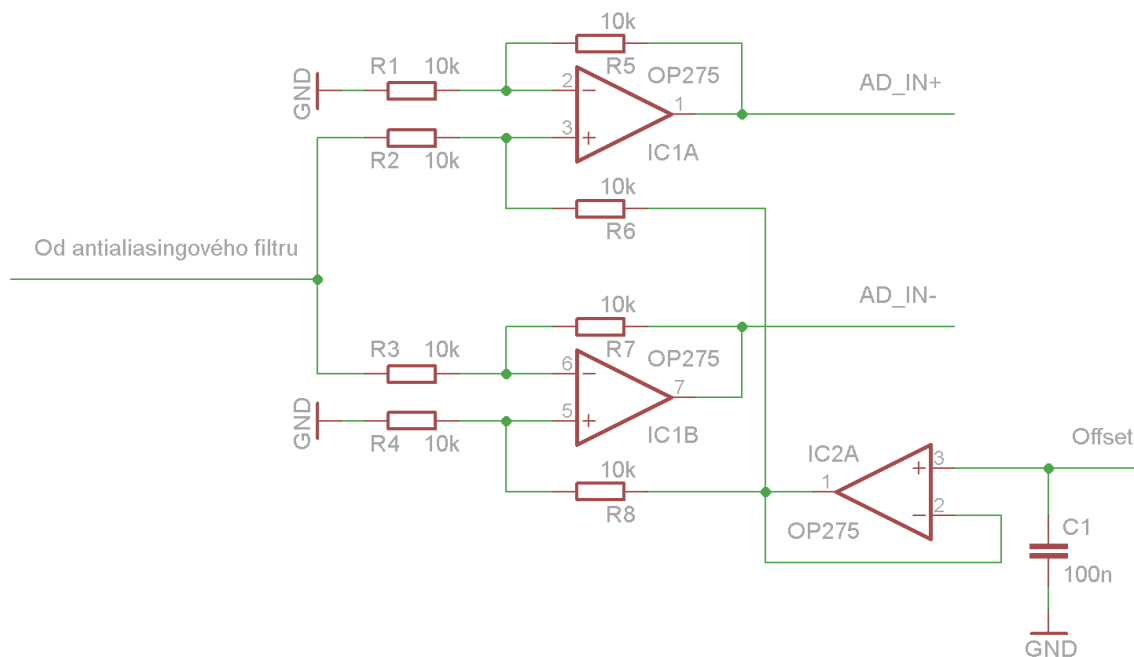 10k
R1 10k
R5
OP275
GND
2
1
AD_IN+
3
R2 10k
IC1A
10k
R6
Od antialiasingového filtru
10k
AD_IN-
R3 10k
R7
OP275
6
7
GND
5
R4 10k
IC1B
Offset
10k
IC2A
3
1
R8
2
OP275
C1
100n
GND